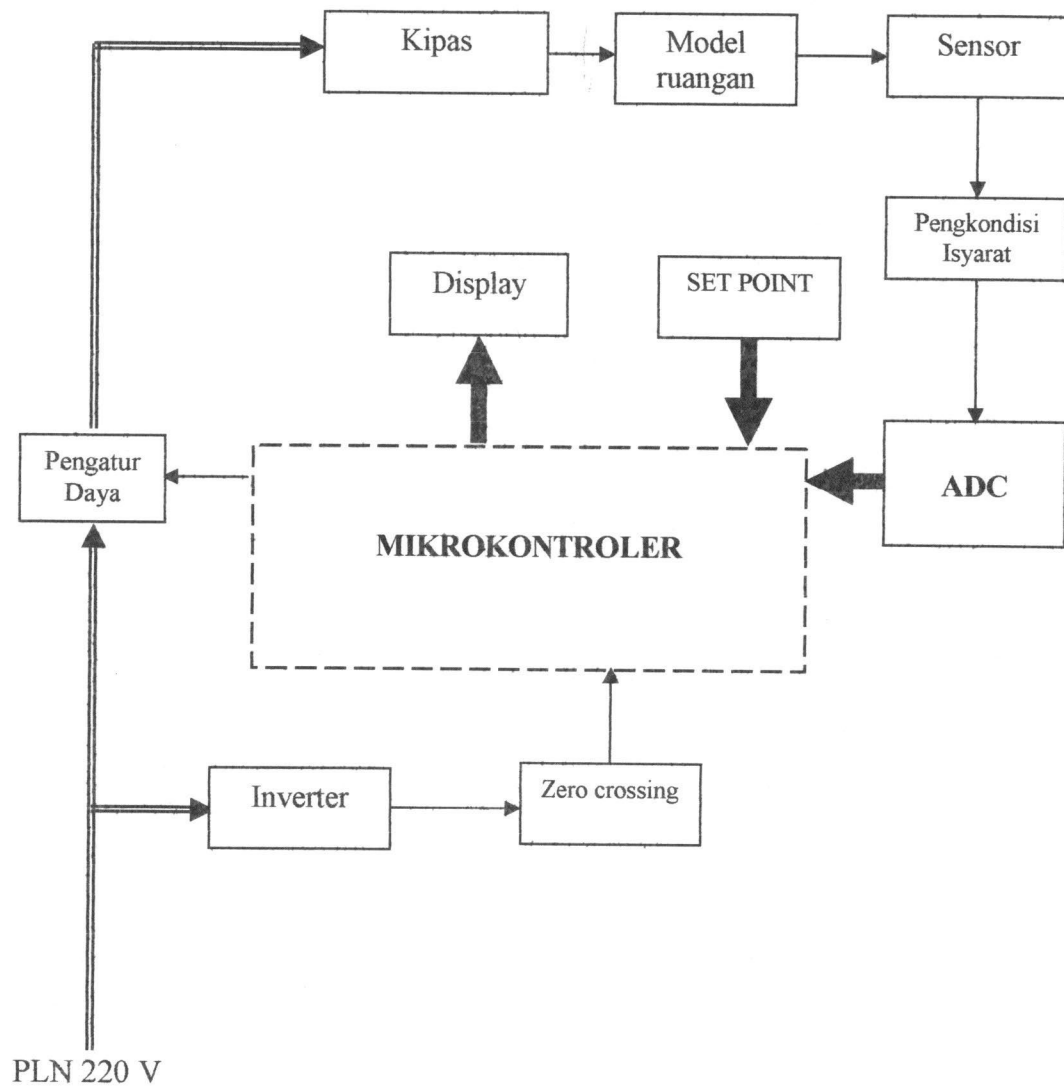 Kipas
Model
ruangan
Sensor
Pengkondisi
Isyarat
Display
SET POINT
Pengatur
Daya
MIKROKONTROLER
ADC
Inverter
Zero crossing
PLN 220 V